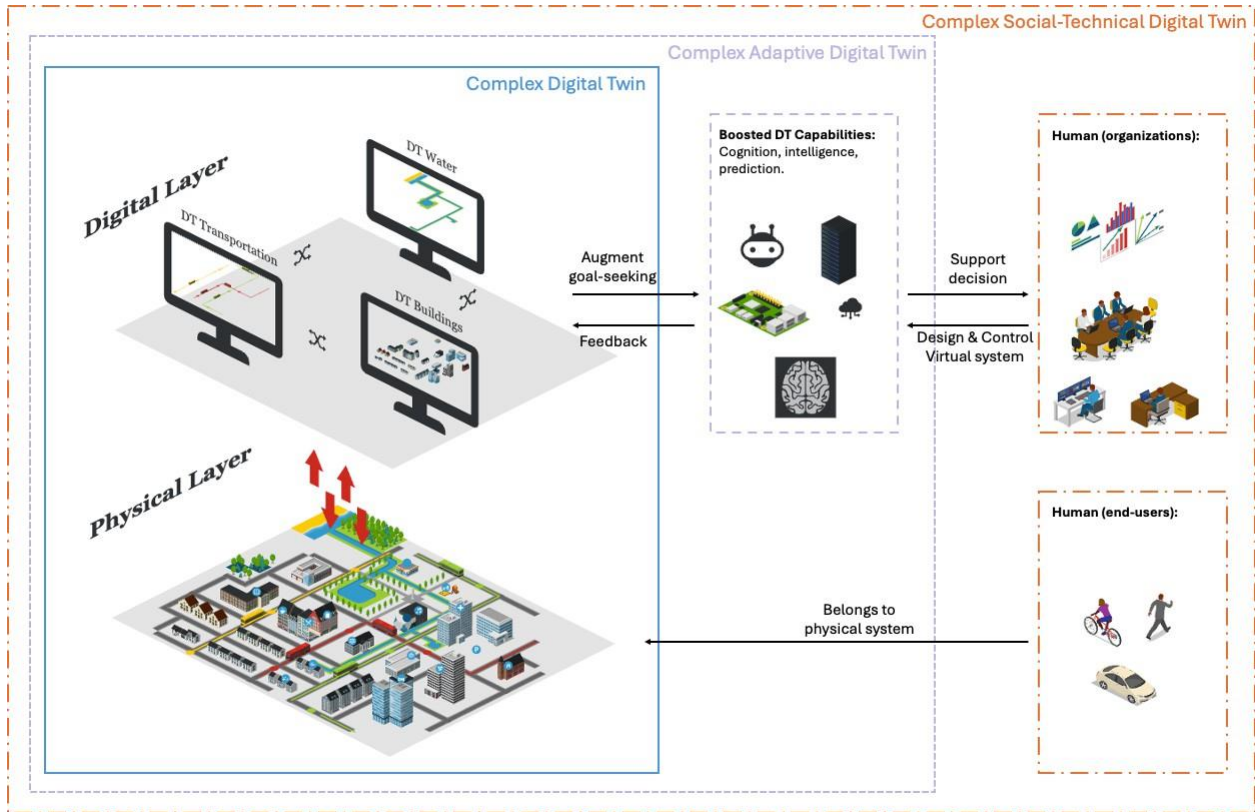 Complex Social-Technical Digital Twin
Complex Adaptive Digital Twin
Complex Digital Twin
Digital Layer
DT Water
DT Transportation
DT Buildings
Augment
goal-seeking
Feedback
Boosted DT Capabilities:
Cognition, intelligence,
prediction.
Support
decision
Design & Control
Virtual system
Human (organizations):
Physical Layer
Belongs to
physical system
Human (end-users):